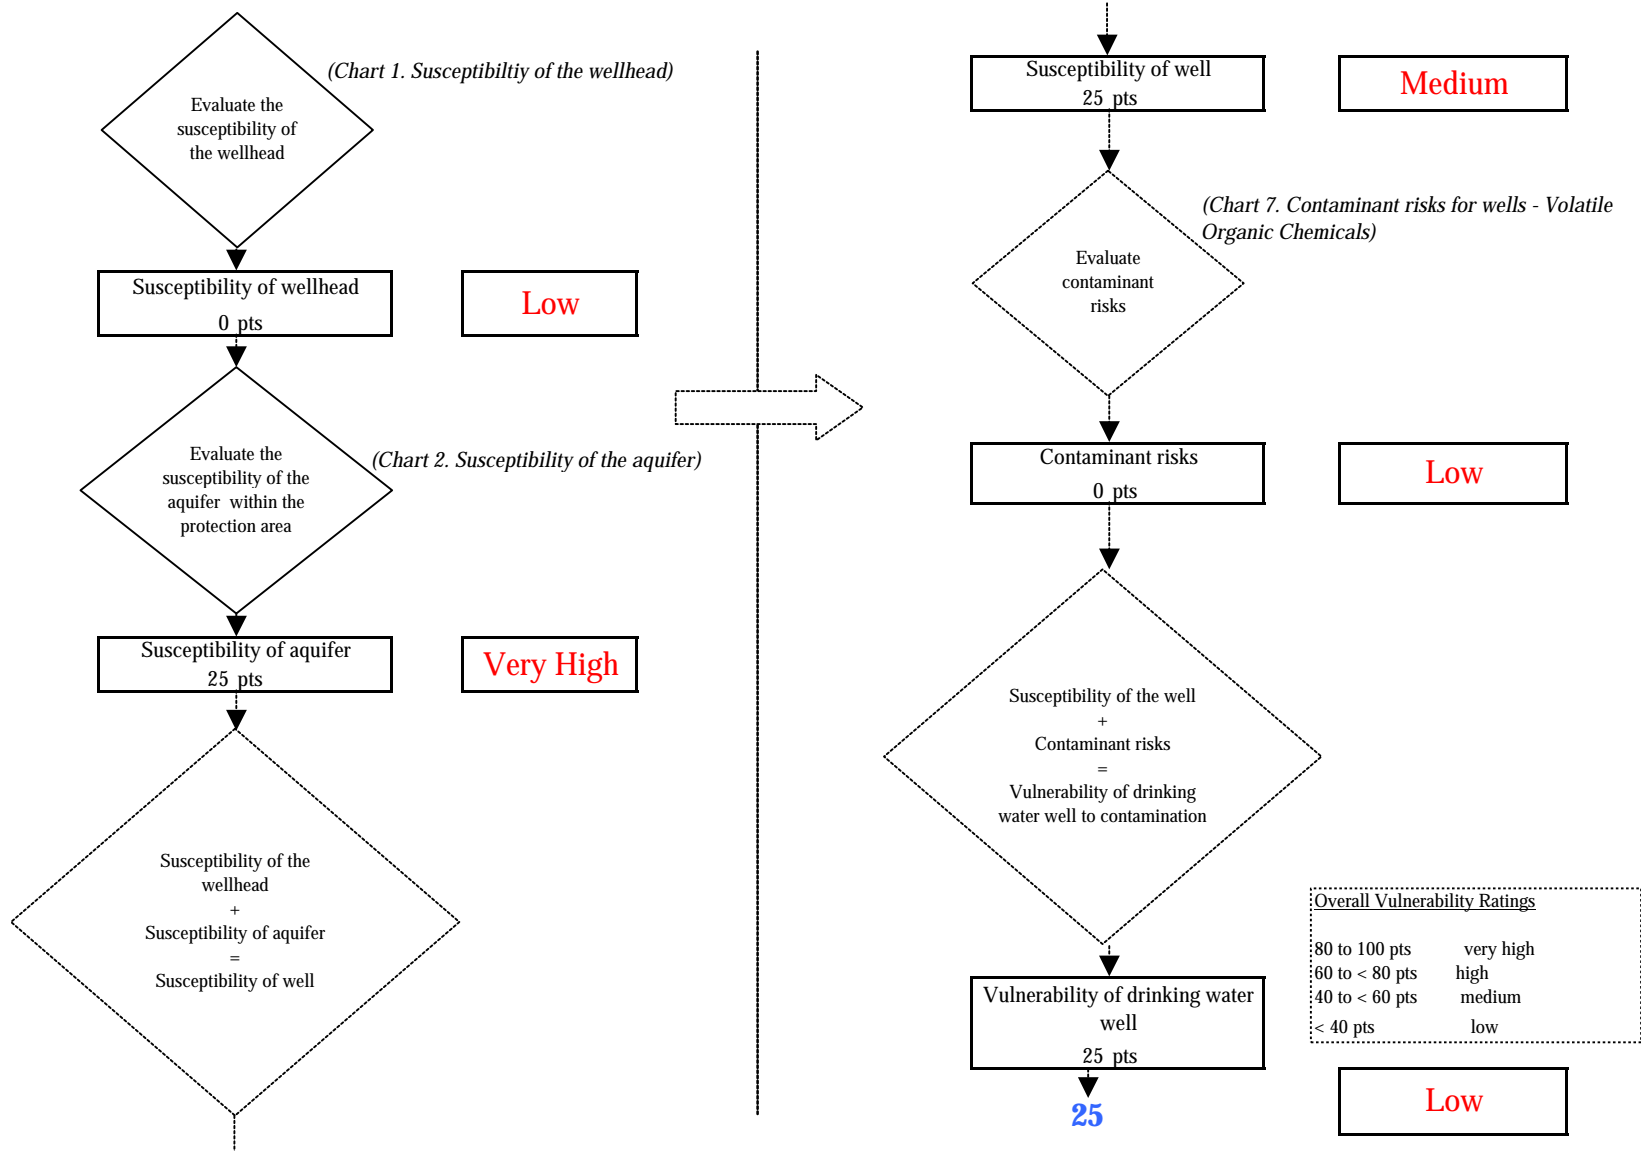 (Chart 1. Susceptibiltiy of the wellhead)
Evaluate the
susceptibility of
the wellhead
Susceptibility of wellhead
0 pts
Low
Evaluate the
susceptibility of the
aquifer within the
protection area
(Chart 2. Susceptibility of the aquifer)
Susceptibility of aquifer
25 pts
Very High
Susceptibility of the
wellhead
+
Susceptibility of aquifer
=
Susceptibility of well
Susceptibility of well
25 pts
Medium
(Chart 7. Contaminant risks for wells - Volatile
Organic Chemicals)
Evaluate
contaminant
risks
Contaminant risks
0 pts
Low
Susceptibility of the well
+
Contaminant risks
=
Vulnerability of drinking
water well to contamination
Overall Vulnerability Ratings
80 to 100 pts very high
60 to < 80 pts high
40 to < 60 pts medium
< 40 pts low
Vulnerability of drinking water
well
25 pts
25
Low